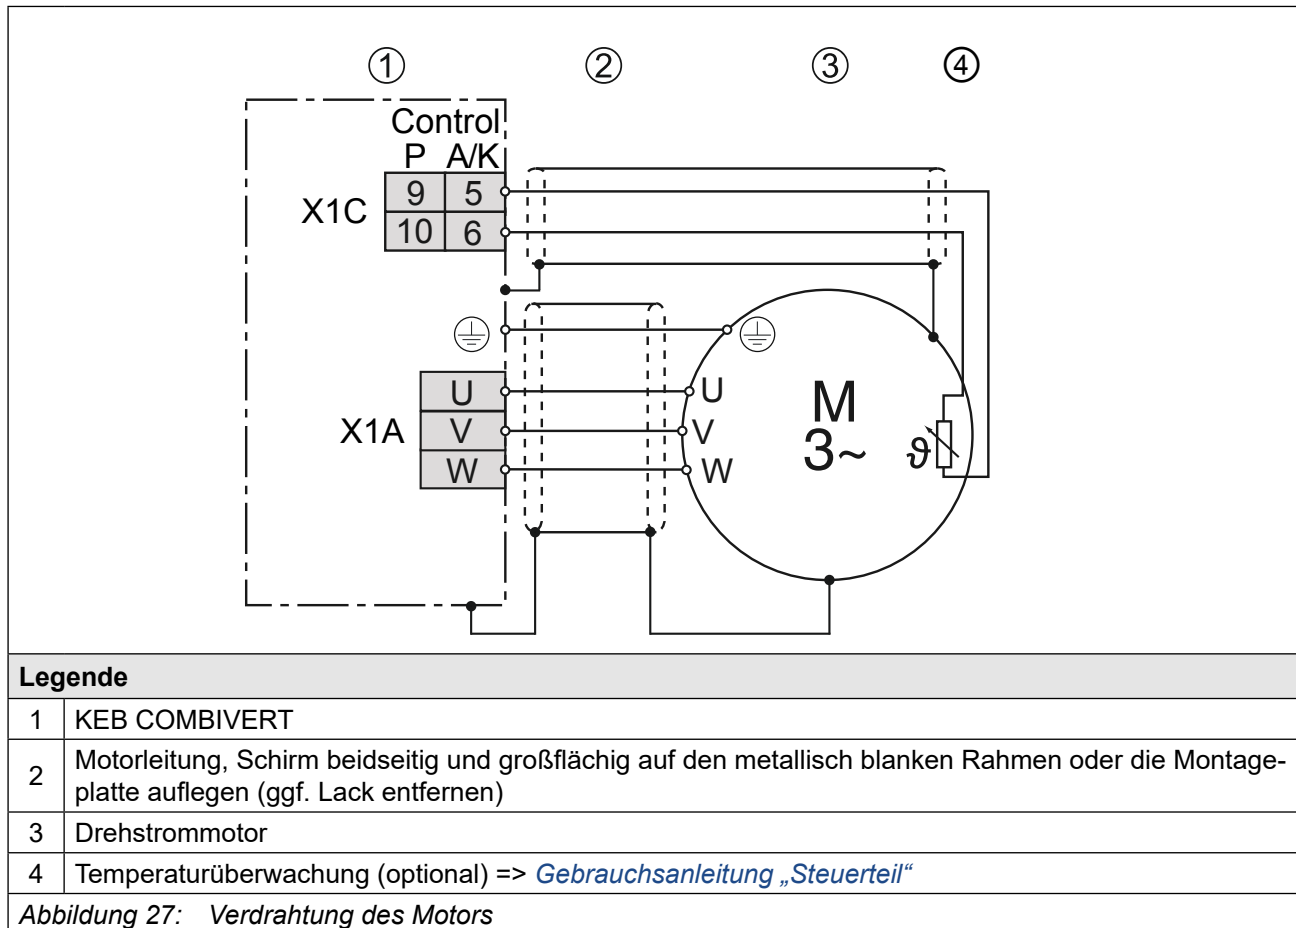 ① ② ③ ④
Control
P A/K
X1C
9 5
10 6
U
X1A V
W
U
V
W
M
3~
ϑ
Legende
1 KEB COMBIVERT
2 Motorleitung, Schirm beidseitig und großflächig auf den metallisch blanken Rahmen oder die Montage-
platte auflegen (ggf. Lack entfernen)
3 Drehstrommotor
4 Temperaturüberwachung (optional) => Gebrauchsanleitung „Steuerteil“
Abbildung 27: Verdrahtung des Motors